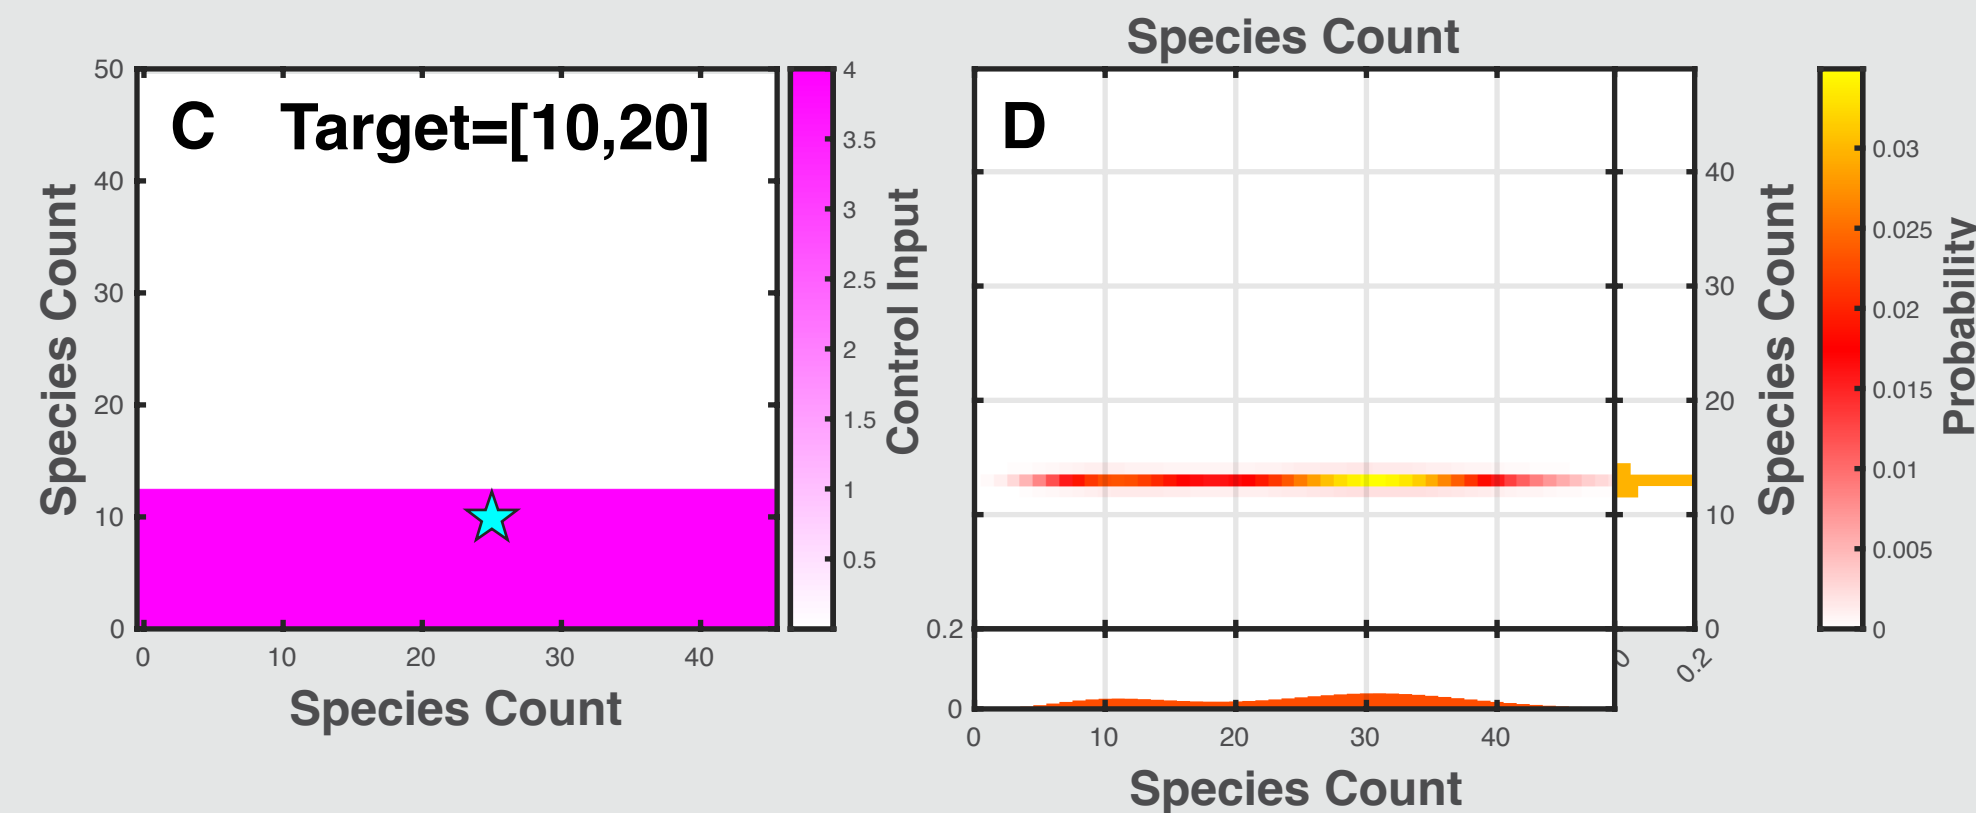 Species Count
C Target=[10,20]
D
50
40
30
20
10
0
Species Count
0 10 20 30 40
Species Count
4
3.5
3
2.5
2
1.5
1
0.5
Control Input
40
30
20
10
0
Species Count
0.2
0
0 0.2
0 10 20 30 40
Species Count
0.03
0.025
0.02
0.015
0.01
0.005
0
Probability